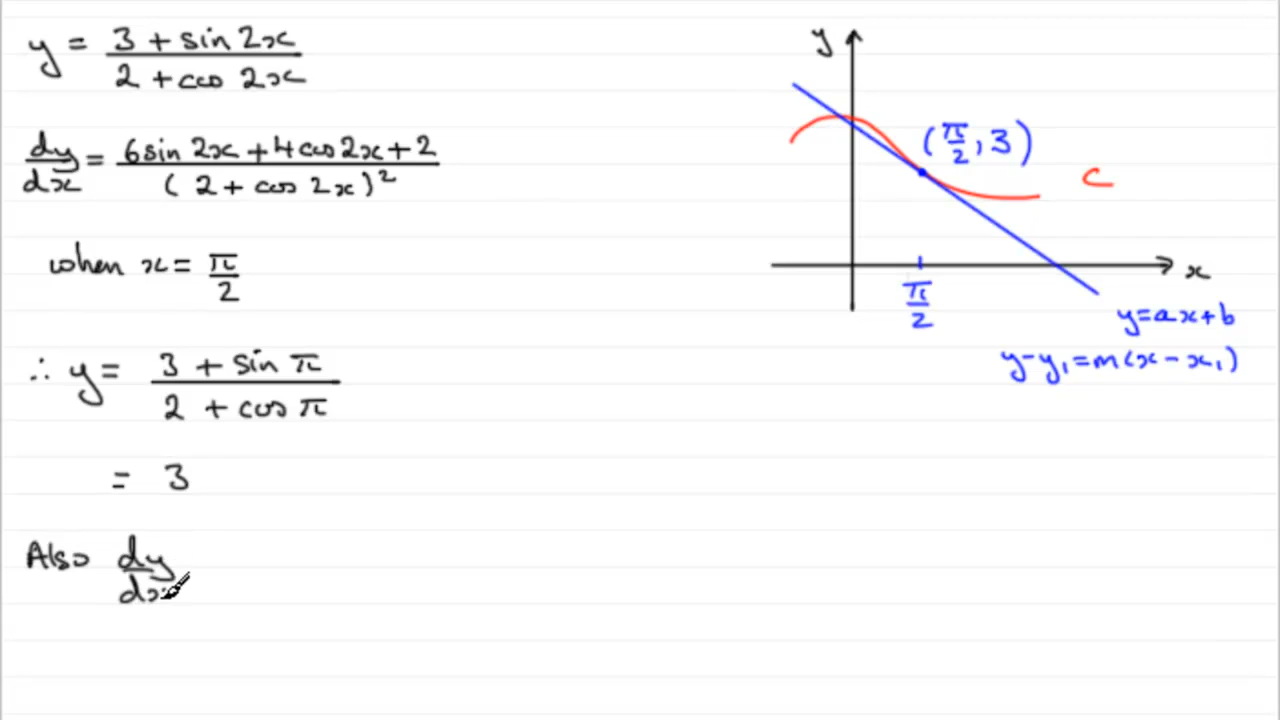 y = (3 + sin 2x)/(2 + cos 2x)
dy/dx = (6 sin 2x + 4 cos 2x + 2)/(2 + cos 2x)²
when x = π/2
∴ y = (3 + sin π)/(2 + cos π)
= 3
Also dy/dx
y
(π/2, 3)
C
x
π/2
y=ax+b
y-y₁=m(x-x₁)